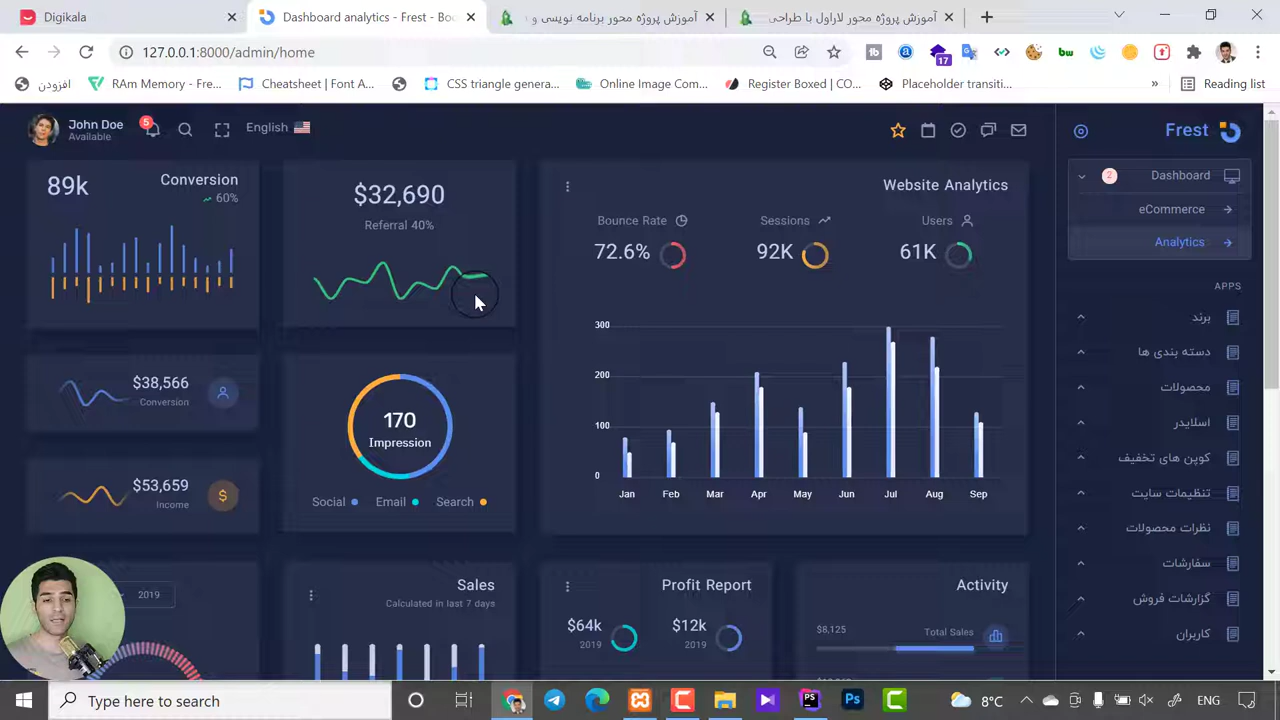 Digikala
Dashboard analytics - Frest - Bo
آموزش پروژه محور برنامه نویسی و
آموزش پروژه محور لاراول با طراحی
127.0.0.1:8000/admin/home
17
افزودن
RAm Memory - Fre...
Cheatsheet | Font A...
CSS triangle genera...
Online Image Com...
Register Boxed | CO...
Placeholder transiti...
»
Reading list
John Doe
Available
5
English
Frest
89k
Conversion
60%
$32,690
Referral 40%
Website Analytics
Bounce Rate
72.6%
Sessions
92K
Users
61K
300
200
100
0
Jan
Feb
Mar
Apr
May
Jun
Jul
Aug
Sep
2
Dashboard
eCommerce
Analytics
APPS
برند
دسته بندی ها
محصولات
اسلایدر
کوپن های تخفیف
تنظیمات سایت
نظرات محصولات
سفارشات
گزارشات فروش
کاربران
$38,566
Conversion
$53,659
Income
$
170
Impression
Social
Email
Search
2019
Sales
Calculated in last 7 days
Profit Report
$64k
2019
$12k
2019
Activity
$8,125
Total Sales
Type here to search
8°C
ENG